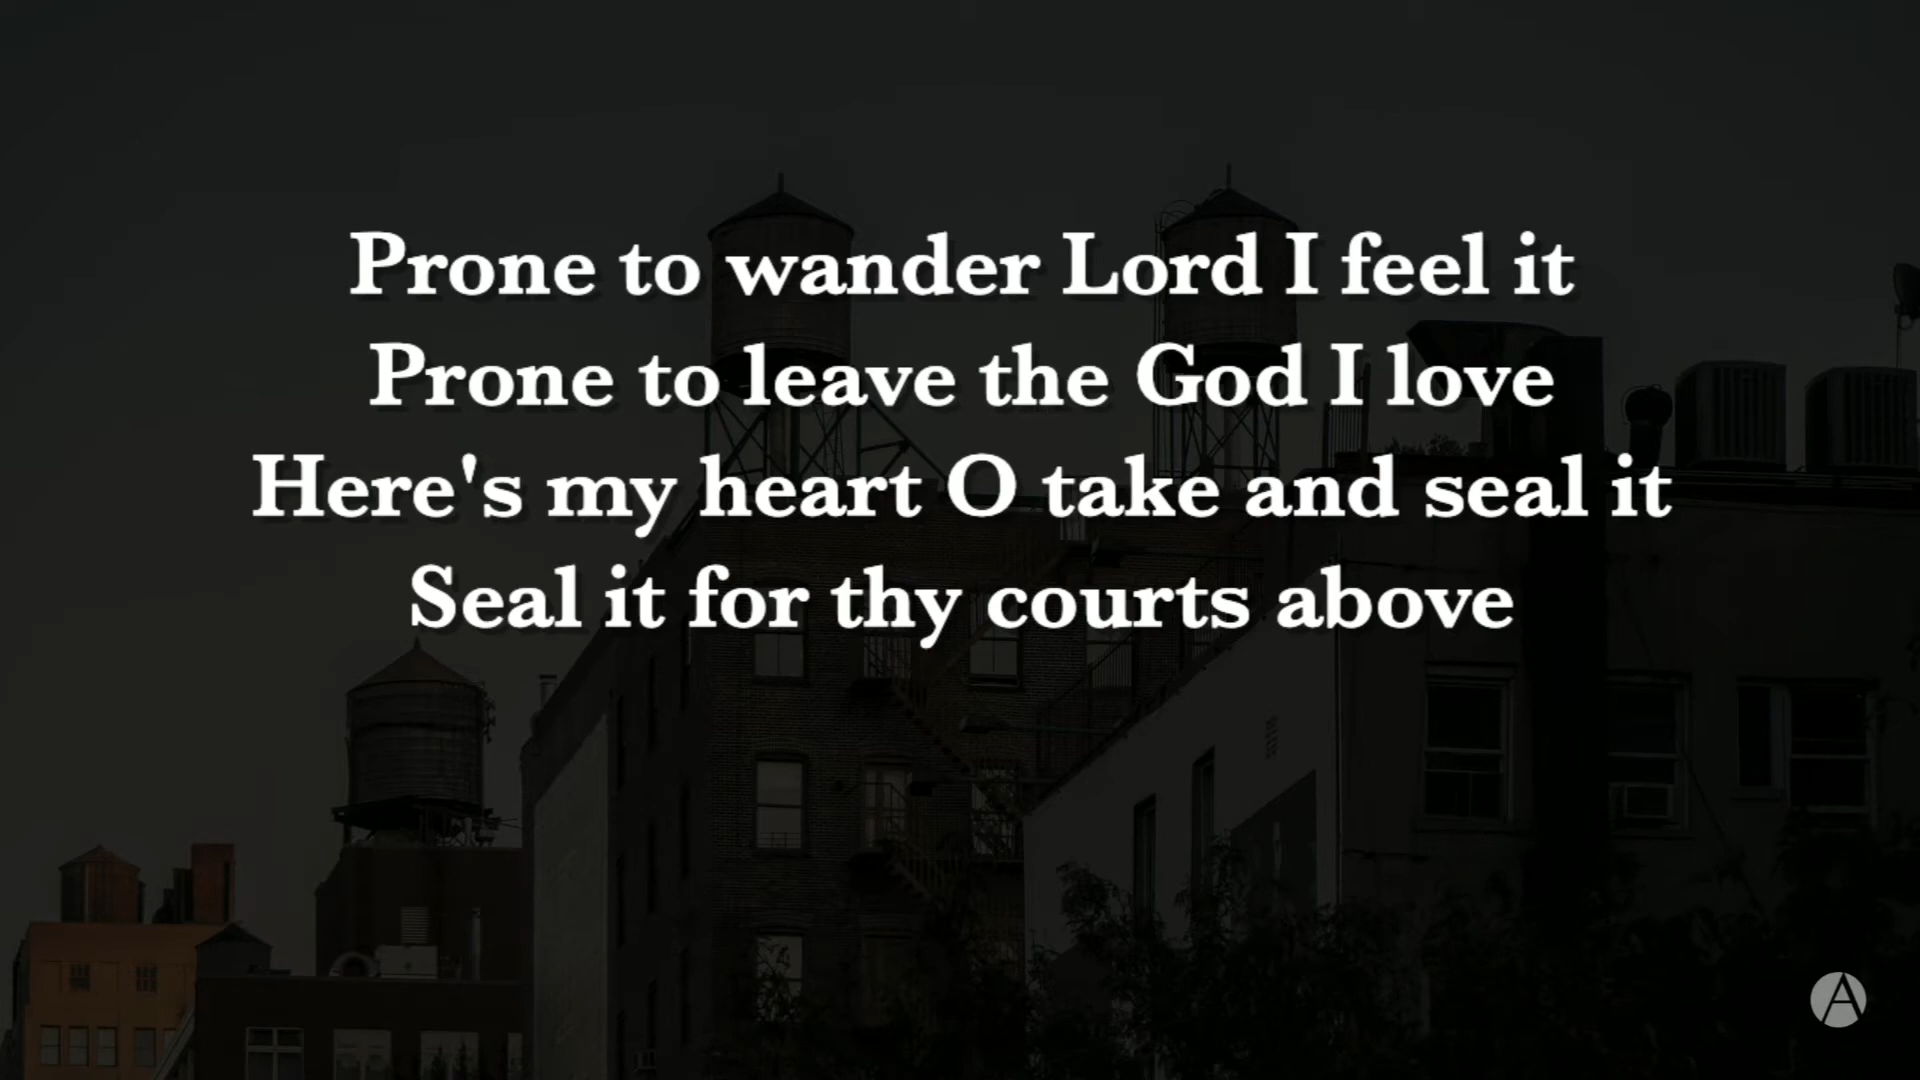 Prone to wander Lord I feel it
Prone to leave the God I love
Here's my heart O take and seal it
Seal it for thy courts above